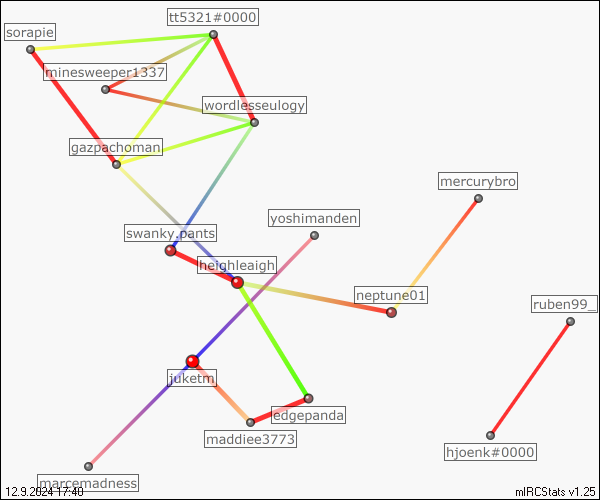 tt5321#0000
sorapie
minesweeper1337
wordlesseulogy
gazpachoman
mercurybro
yoshimanden
swanky.pants
heighleaigh
neptune01
ruben99_
juketm
edgepanda
maddiee3773
hjoenk#0000
marcemadness
12.9.2024 17:40
mIRCStats v1.25